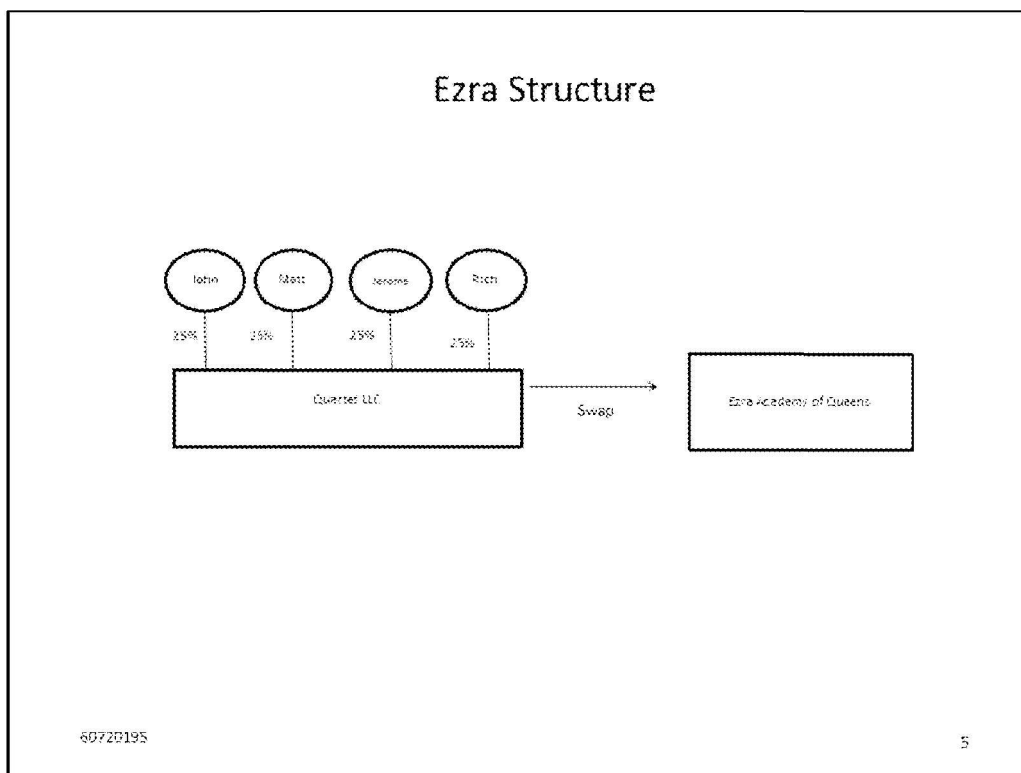 Ezra Structure
John
Matt
Jerome
Rich
25%
25%
25%
25%
Quartet LLC
Swap
Ezra Academy of Queens
60720195
5